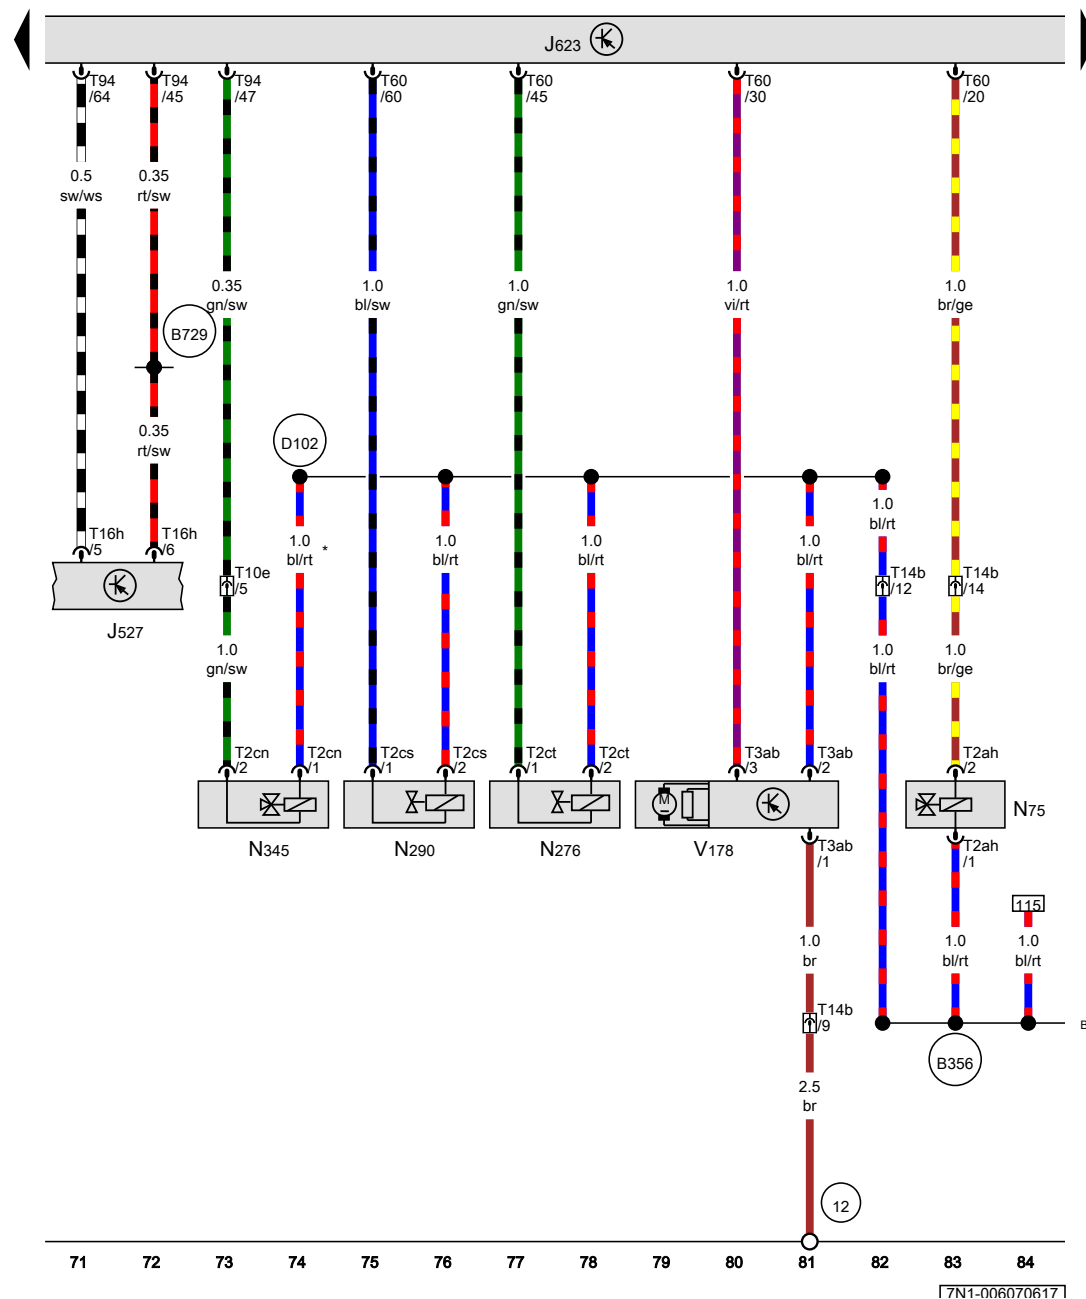 J623
T94 T94 T94 T60 T60 T60 T60
/64 /45 /47 /60 /45 /30 /20
0.5 0.35
sw/ws rt/sw
0.35 1.0 1.0 1.0 1.0
gn/sw bl/sw gn/sw vi/rt br/ge
B729
0.35
rt/sw
D102
1.0
bl/rt
T16h T16h
/5 /6
1.0 * 1.0 1.0 1.0
bl/rt bl/rt bl/rt bl/rt
T10e T14b T14b
/5 /12 /14
J527
1.0 1.0 1.0
gn/sw bl/rt br/ge
T2cn T2cn T2cs T2cs T2ct T2ct T3ab T3ab T2ah
/2 /1 /1 /2 /1 /2 /3 /2 /2
M
N75
N345 N290 N276 V178
T3ab T2ah
/1 /1
115
1.0 1.0 1.0
br bl/rt bl/rt
T14b
/9
B
B356
2.5
br
12
71 72 73 74 75 76 77 78 79 80 81 82 83 84
7N1-006070617